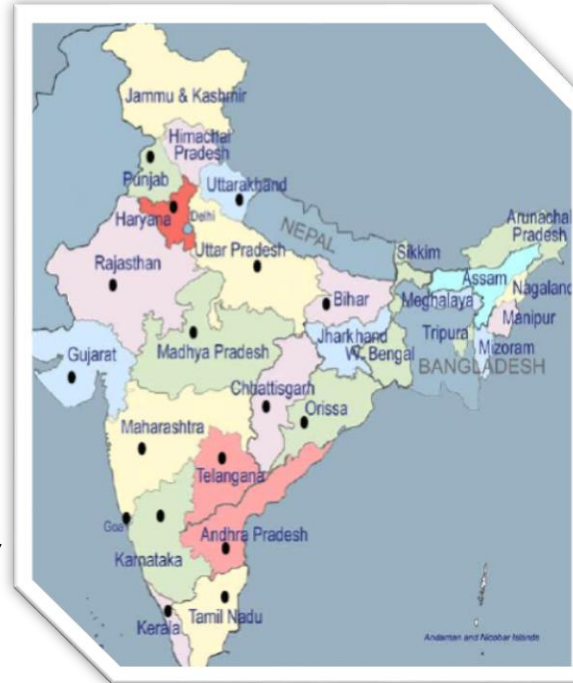 Jammu & Kashmir
Himachar
Pradesh
Punjab
Uttarakhand
Haryana
Delhi
NEPAL
Arunachal
Pradesh
Sikkim
Uttar Pradesh
Rajasthan
Assam
Nagaland
Bihar
Meghalaya
Manipur
Jharkhand
Tripura
Mizoram
Gujarat
Madhya Pradesh
W. Bengal
BANGLADESH
Chhattisgarh
Orissa
Maharashtra
Telangana
Goa
Andhra Pradesh
Karnataka
Tamil Nadu
Kerala
Andaman and Nicobar Islands